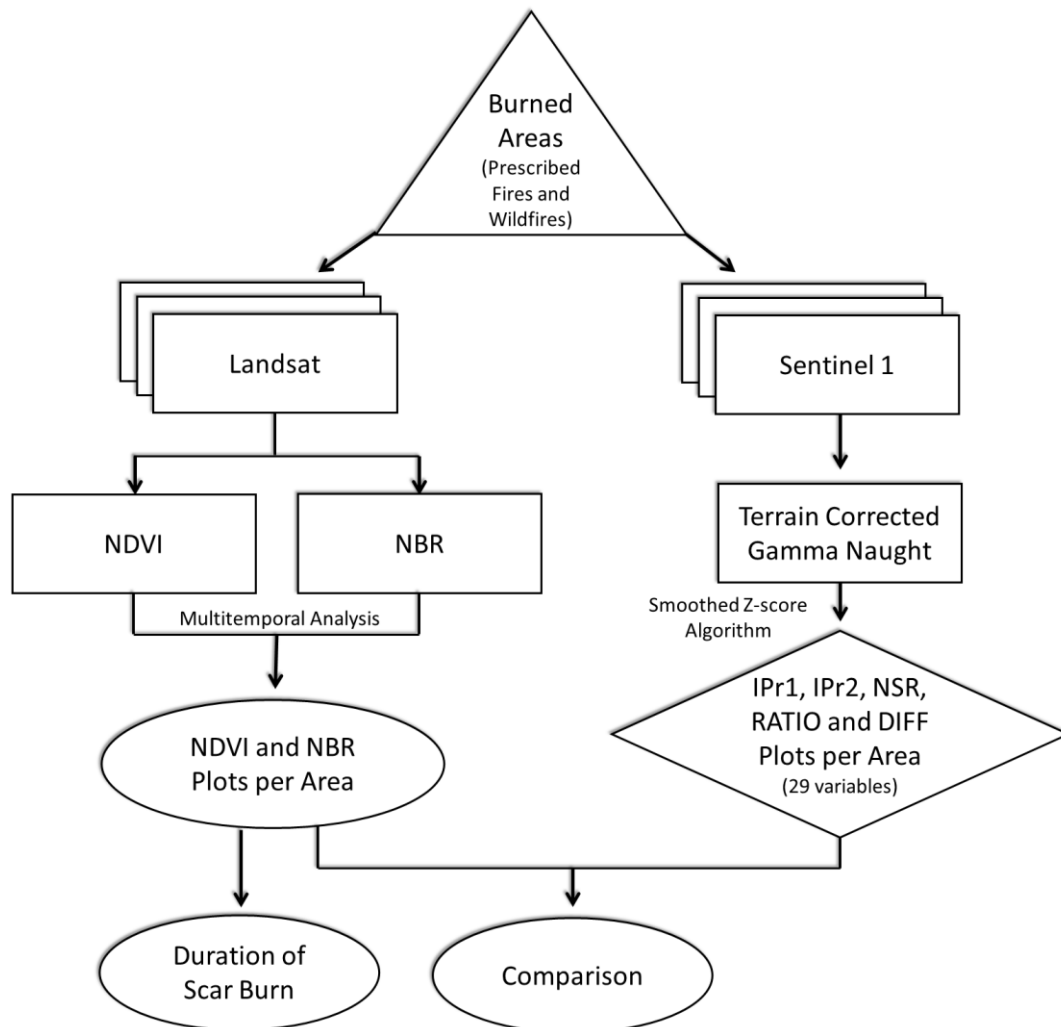 Burned
Areas
(Prescribed
Fires and
Wildfires)
Landsat
Sentinel 1
NDVI
NBR
Terrain Corrected
Gamma Naught
Multitemporal Analysis
Smoothed Z-score
Algorithm
NDVI and NBR
Plots per Area
IPr1, IPr2, NSR,
RATIO and DIFF
Plots per Area
(29 variables)
Duration of
Scar Burn
Comparison